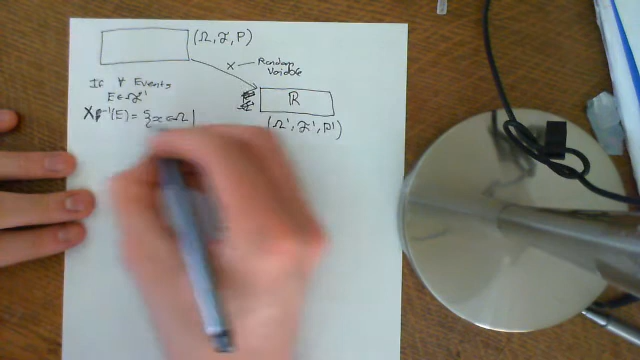 (Ω, F, P)
X — Random Variable
If ∀ Events
E ∈ F'
ℝ
X⁻¹(E) = {x ∈ Ω |
(Ω', F', P')